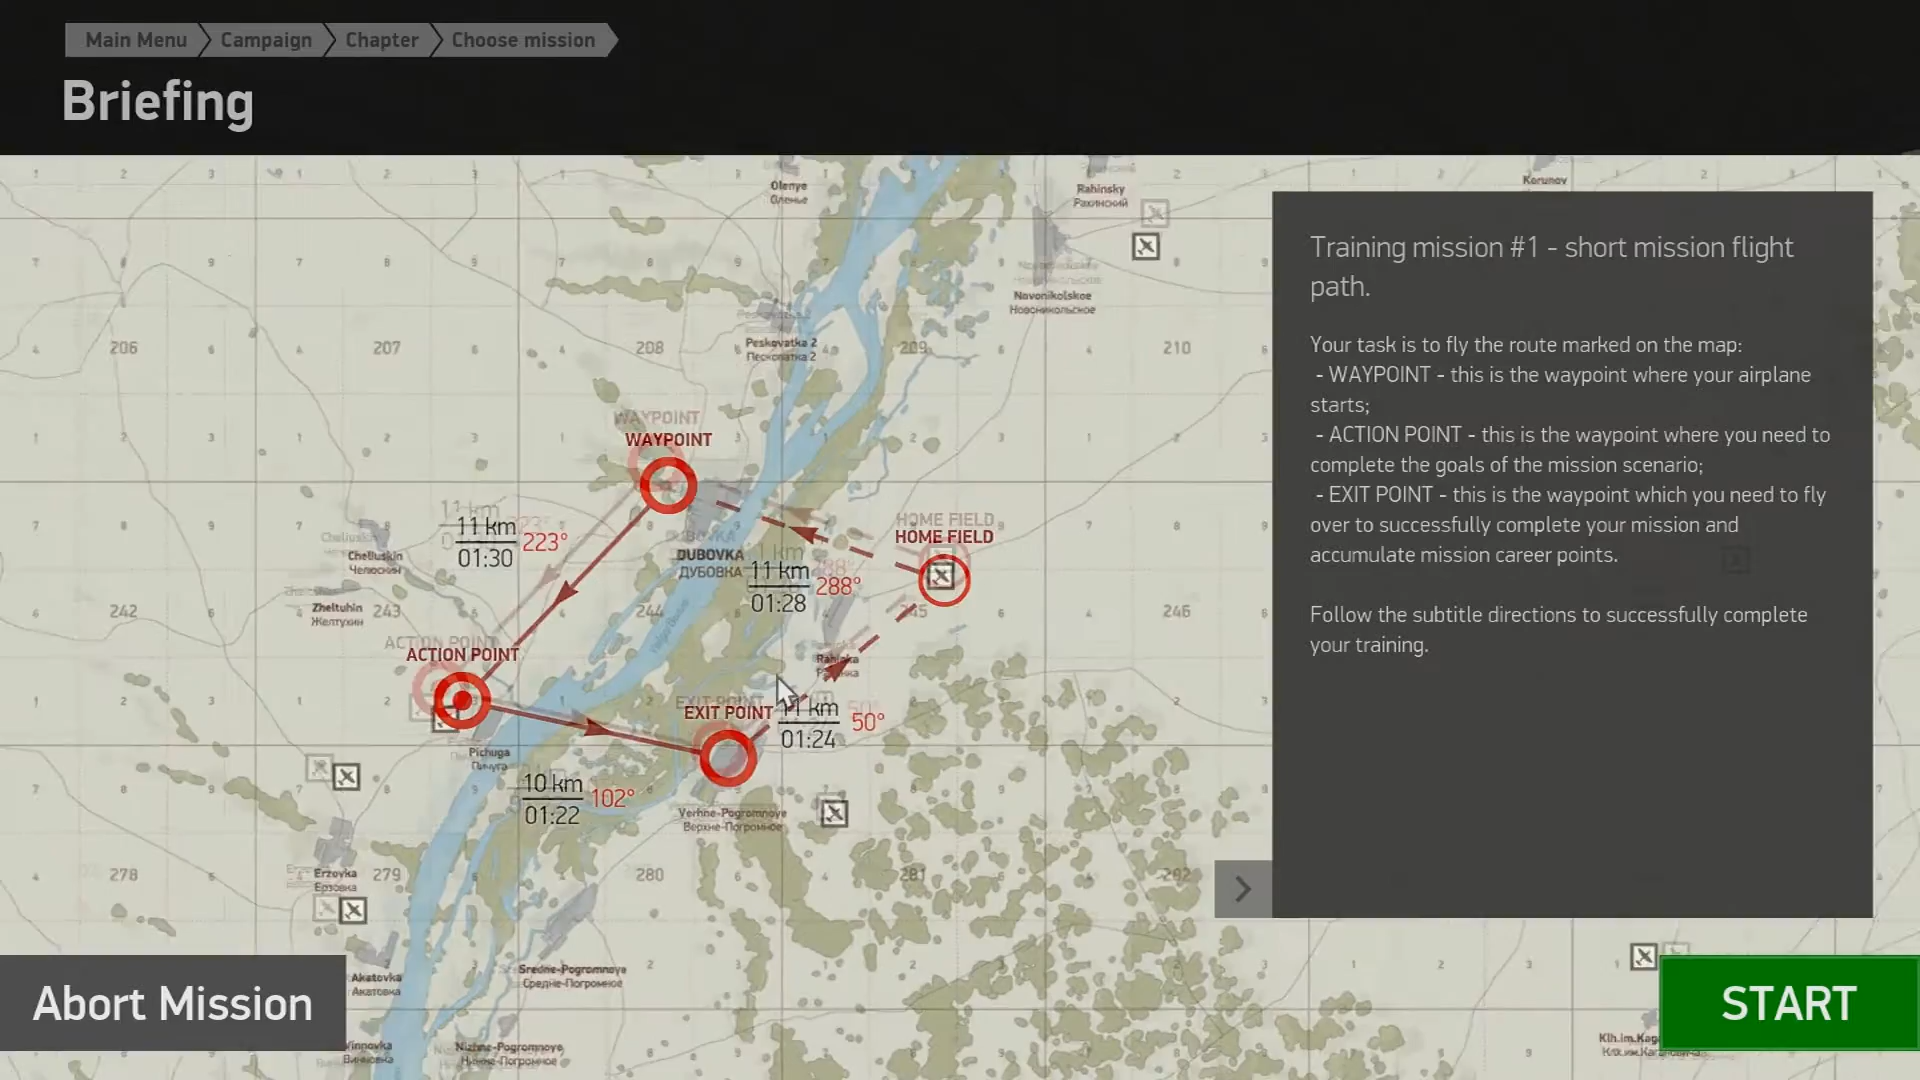 Main Menu
Campaign
Chapter
Choose mission
Briefing
Olenye
Оленье
Rahinsky
Рахинский
Korunov
Novonikolskoe
Новоникольское
206
207
208
209
210
Peskovatka 2
Песковатка 2
WAYPOINT
WAYPOINT
HOME FIELD
HOME FIELD
11 km
01:30
223°
Cheluskin
Челюскин
DUBOVKA
ДУБОВКА
11 km
01:28
288°
Zheltuhin
Желтухин
242
243
244
245
246
ACTION POINT
ACTION POINT
EXIT POINT
11 km
01:24
50°
Pichuga
Пичуга
10 km
01:22
102°
Verhne-Pogromnoye
Верхне-Погромное
278
Erzovka
Ерзовка
279
280
281
282
Akatovka
Акатовка
Sredne-Pogromnoye
Средне-Погромное
Vinnovka
Винновка
Nizhne-Pogromnoye
Нижне-Погромное
Training mission #1 - short mission flight
path.
Your task is to fly the route marked on the map:
- WAYPOINT - this is the waypoint where your airplane
starts;
- ACTION POINT - this is the waypoint where you need to
complete the goals of the mission scenario;
- EXIT POINT - this is the waypoint which you need to fly
over to successfully complete your mission and
accumulate mission career points.
Follow the subtitle directions to successfully complete
your training.
Abort Mission
START